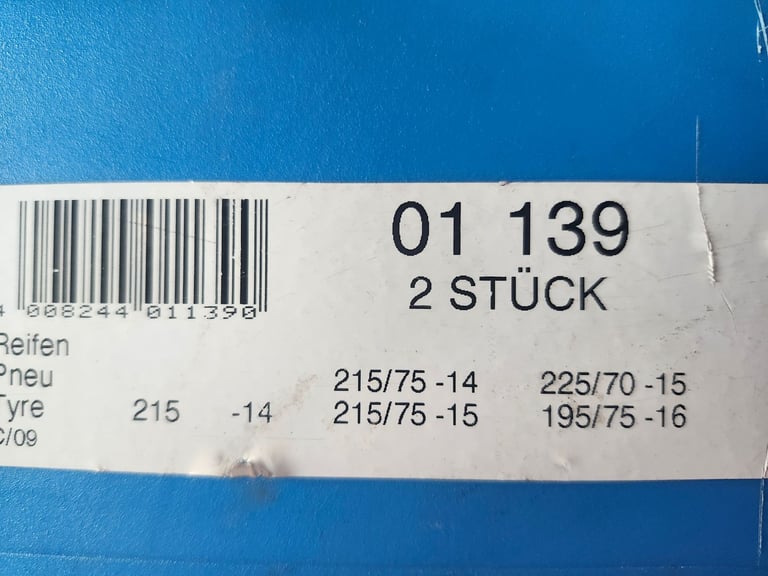 01 139
2 STÜCK
4 008244 011390
Reifen
Pneu 215/75 -14 225/70 -15
Tyre 215 -14 215/75 -15 195/75 -16
C/09